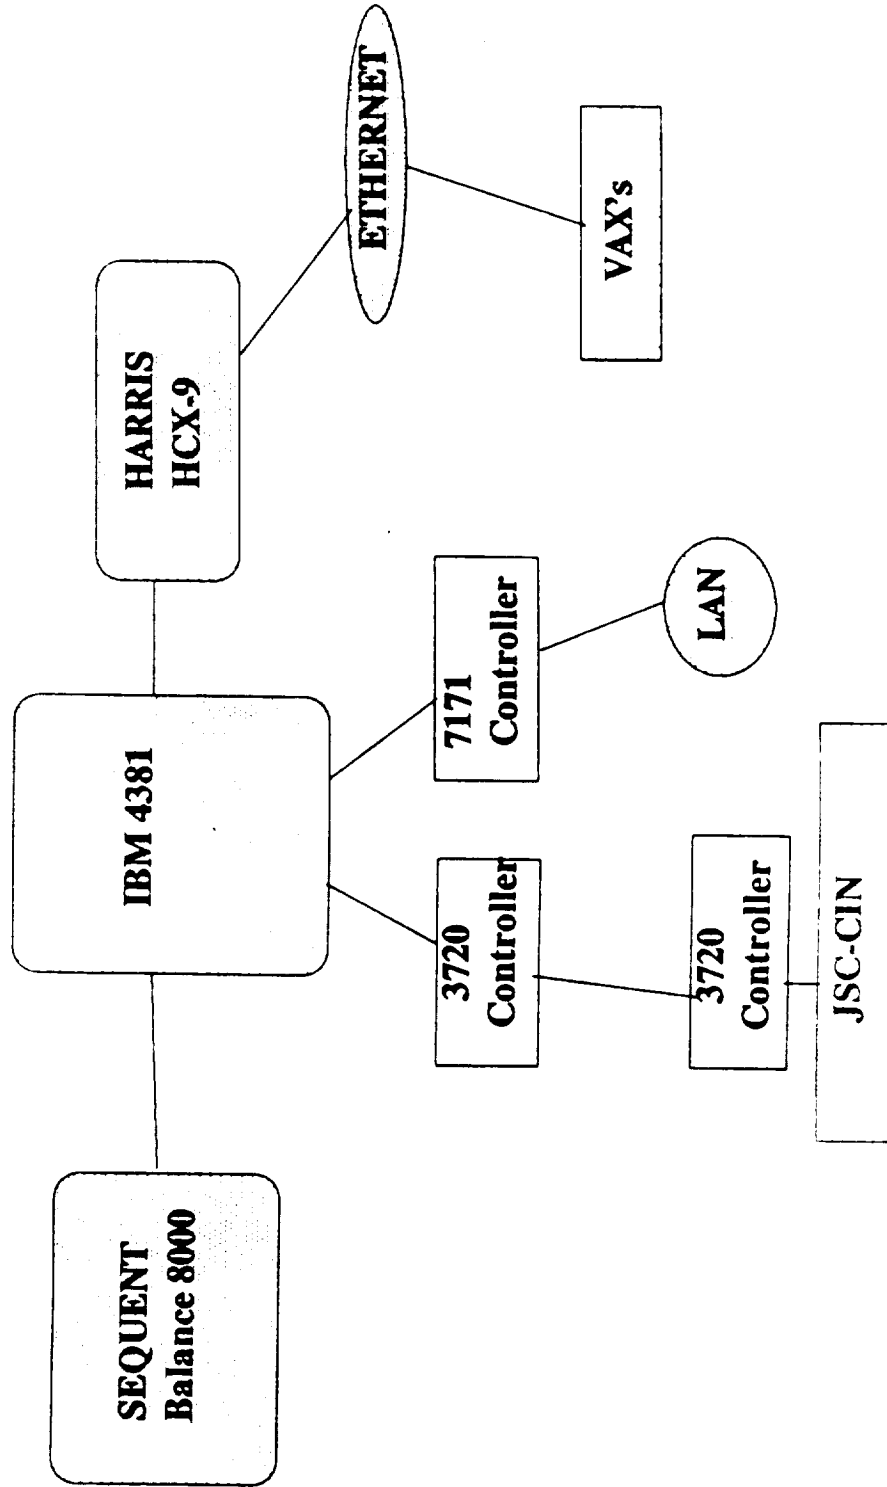 SEQUENT
Balance 8000
IBM 4381
HARRIS
HCX-9
ETHERNET
3720
Controller
7171
Controller
VAX's
3720
Controller
LAN
JSC-CIN